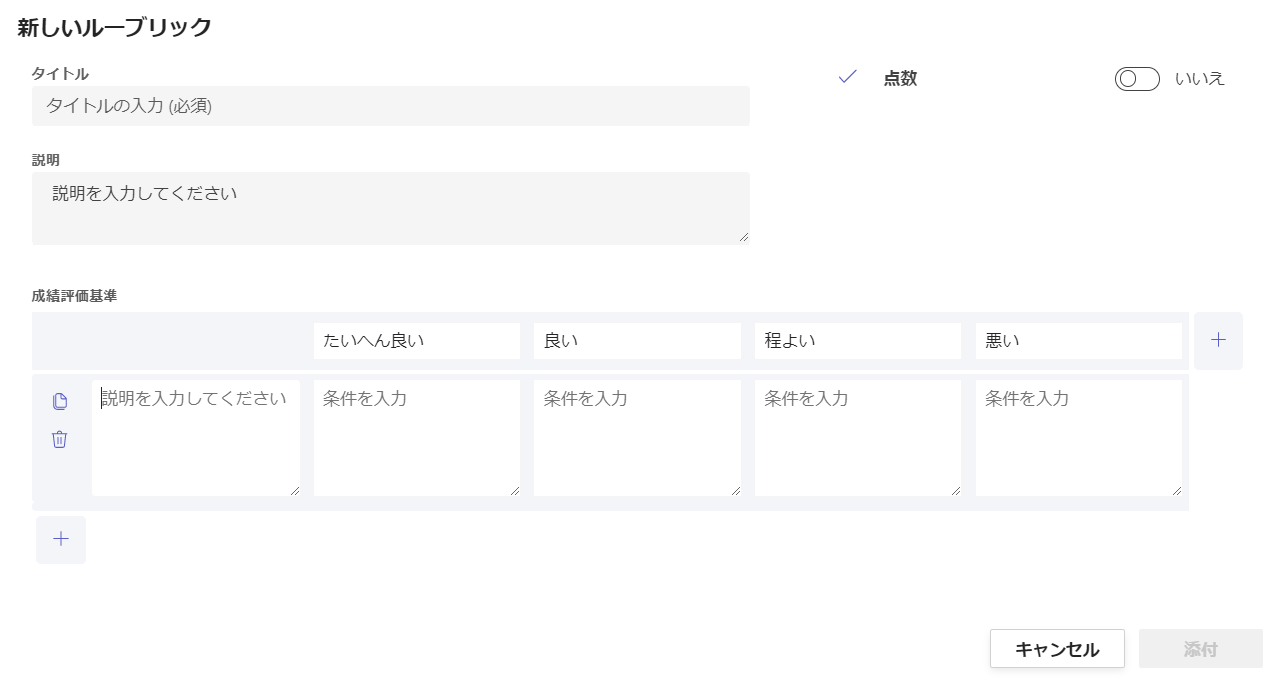 新しいルーブリック
タイトル
タイトルの入力 (必須)
点数
いいえ
説明
説明を入力してください
成績評価基準
たいへん良い
良い
程よい
悪い
説明を入力してください
条件を入力
条件を入力
条件を入力
条件を入力
キャンセル
添付